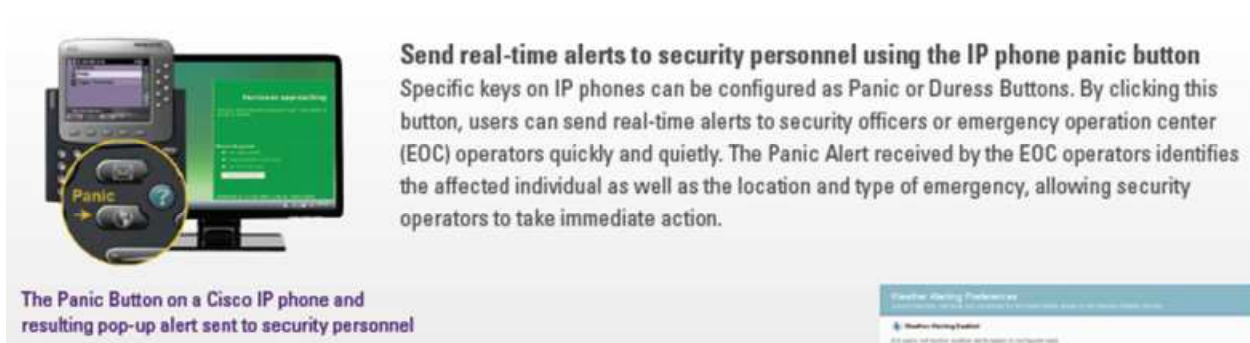 Send real-time alerts to security personnel using the IP phone panic button
Specific keys on IP phones can be configured as Panic or Duress Buttons. By clicking this
button, users can send real-time alerts to security officers or emergency operation center
(EOC) operators quickly and quietly. The Panic Alert received by the EOC operators identifies
the affected individual as well as the location and type of emergency, allowing security
operators to take immediate action.
Hurricane approaching
Panic
The Panic Button on a Cisco IP phone and
resulting pop-up alert sent to security personnel
Weather Alerting Preferences
Weather Alerting Enabled